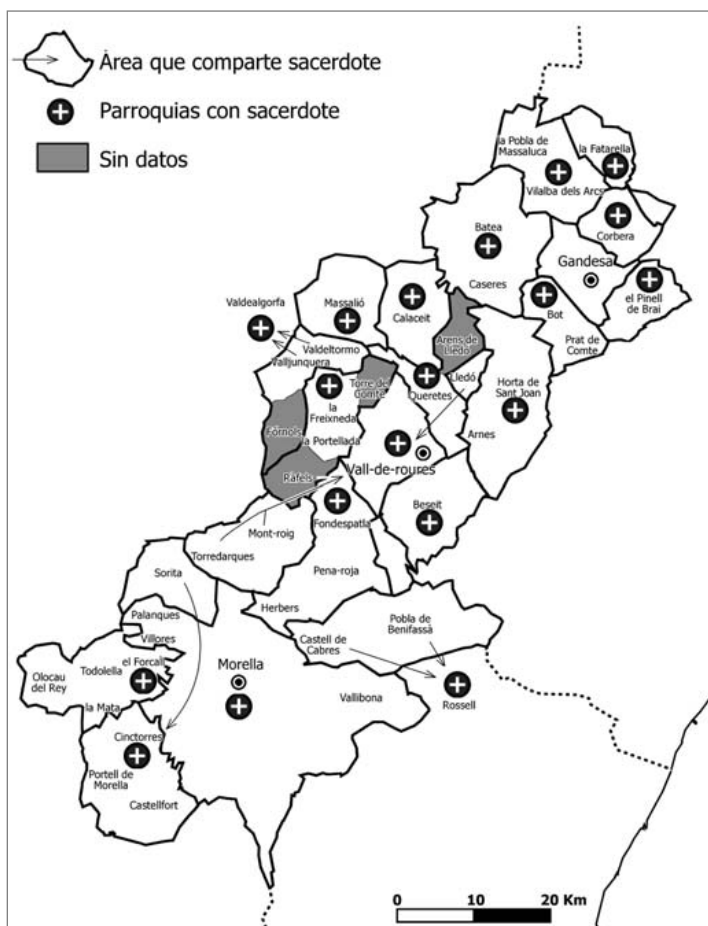 Àrea que comparte sacerdote
Parroquias con sacerdote
Sin datos
la Pobla de
Massaluca
la Fatarella
Vilalba dels Arcs
Corbera
Batea
Gandesa
Caseres
el Pinell
de Brai
Bot
Prat de
Comte
Valdealgorfa
Massalió
Calaceit
Arens de
Lledó
Valdeltormo
Valljunquera
Torre de
Comte
Queretes
Lledó
Horta de
Sant Joan
la
Freixneda
Fórnols
la Portellada
Arnes
Vall-de-roures
Ràfels
Beseit
Fondespatla
Mont-roig
Torredarques
Pena-roja
Sorita
Herbers
Palanques
Villores
Castell de
Cabres
Pobla de
Benifassà
Morella
el Forcall
Todolella
Olocau
del Rey
Vallibona
Rossell
la Mata
Cinctorres
Portell de
Morella
Castellfort
0 10 20 Km